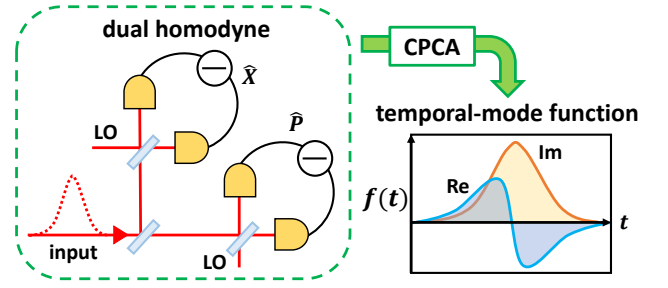 dual homodyne
CPCA
X̂
LO
P̂
temporal-mode function
Im
Re
f(t)
t
input
LO